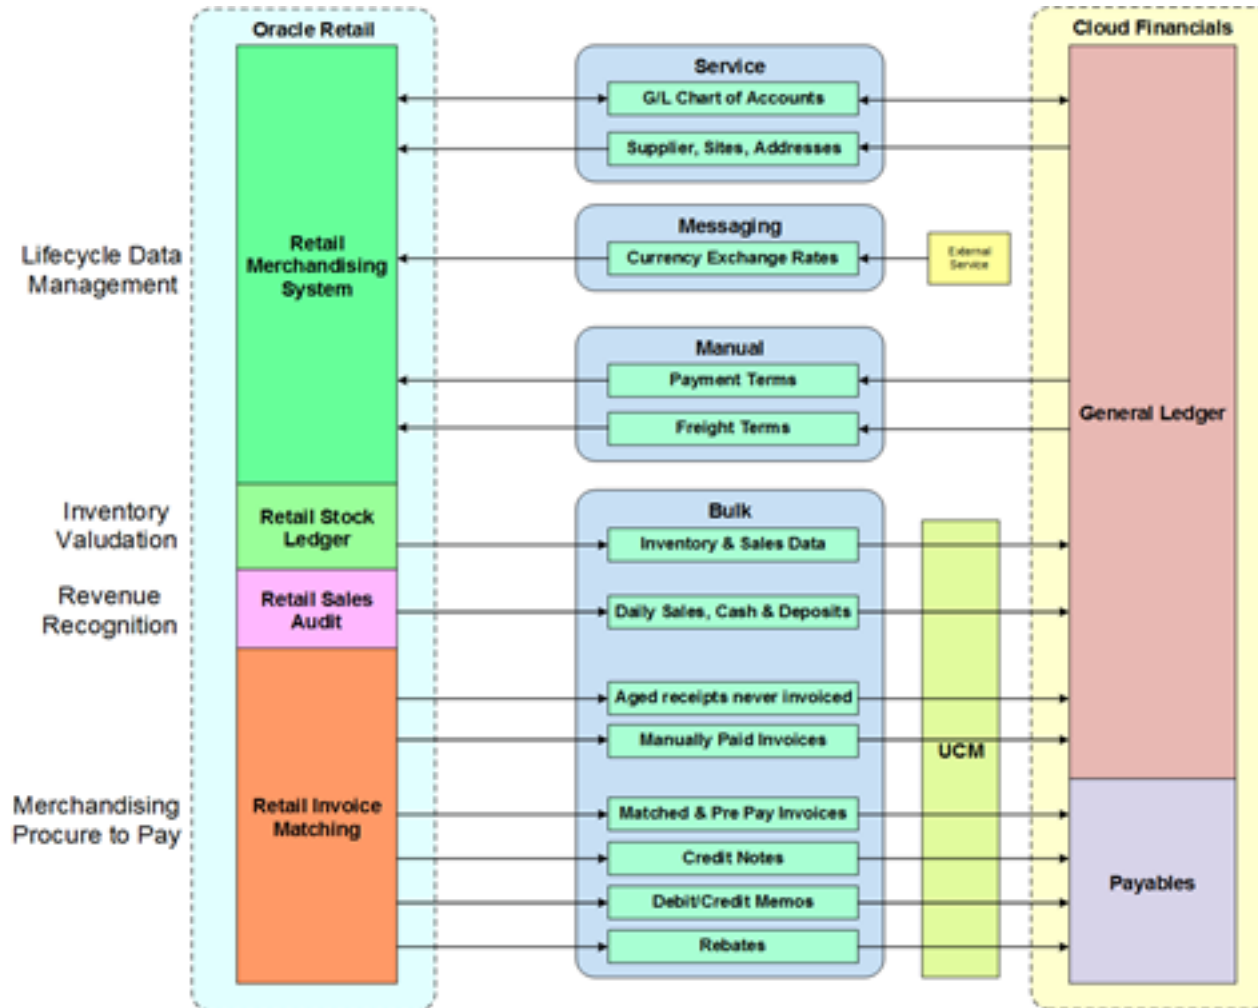 Oracle Retail
Cloud Financials
Service
G/L Chart of Accounts
Supplier, Sites, Addresses
Messaging
Currency Exchange Rates
External
Service
Manual
Payment Terms
Freight Terms
Lifecycle Data
Management
Retail
Merchandising
System
General Ledger
Bulk
Inventory
Valudation
Retail Stock
Ledger
Inventory & Sales Data
Revenue
Recognition
Retail Sales
Audit
Daily Sales, Cash & Deposits
Aged receipts never invoiced
Manually Paid Invoices
UCM
Merchandising
Procure to Pay
Retail Invoice
Matching
Matched & Pre Pay Invoices
Credit Notes
Debit/Credit Memos
Rebates
Payables